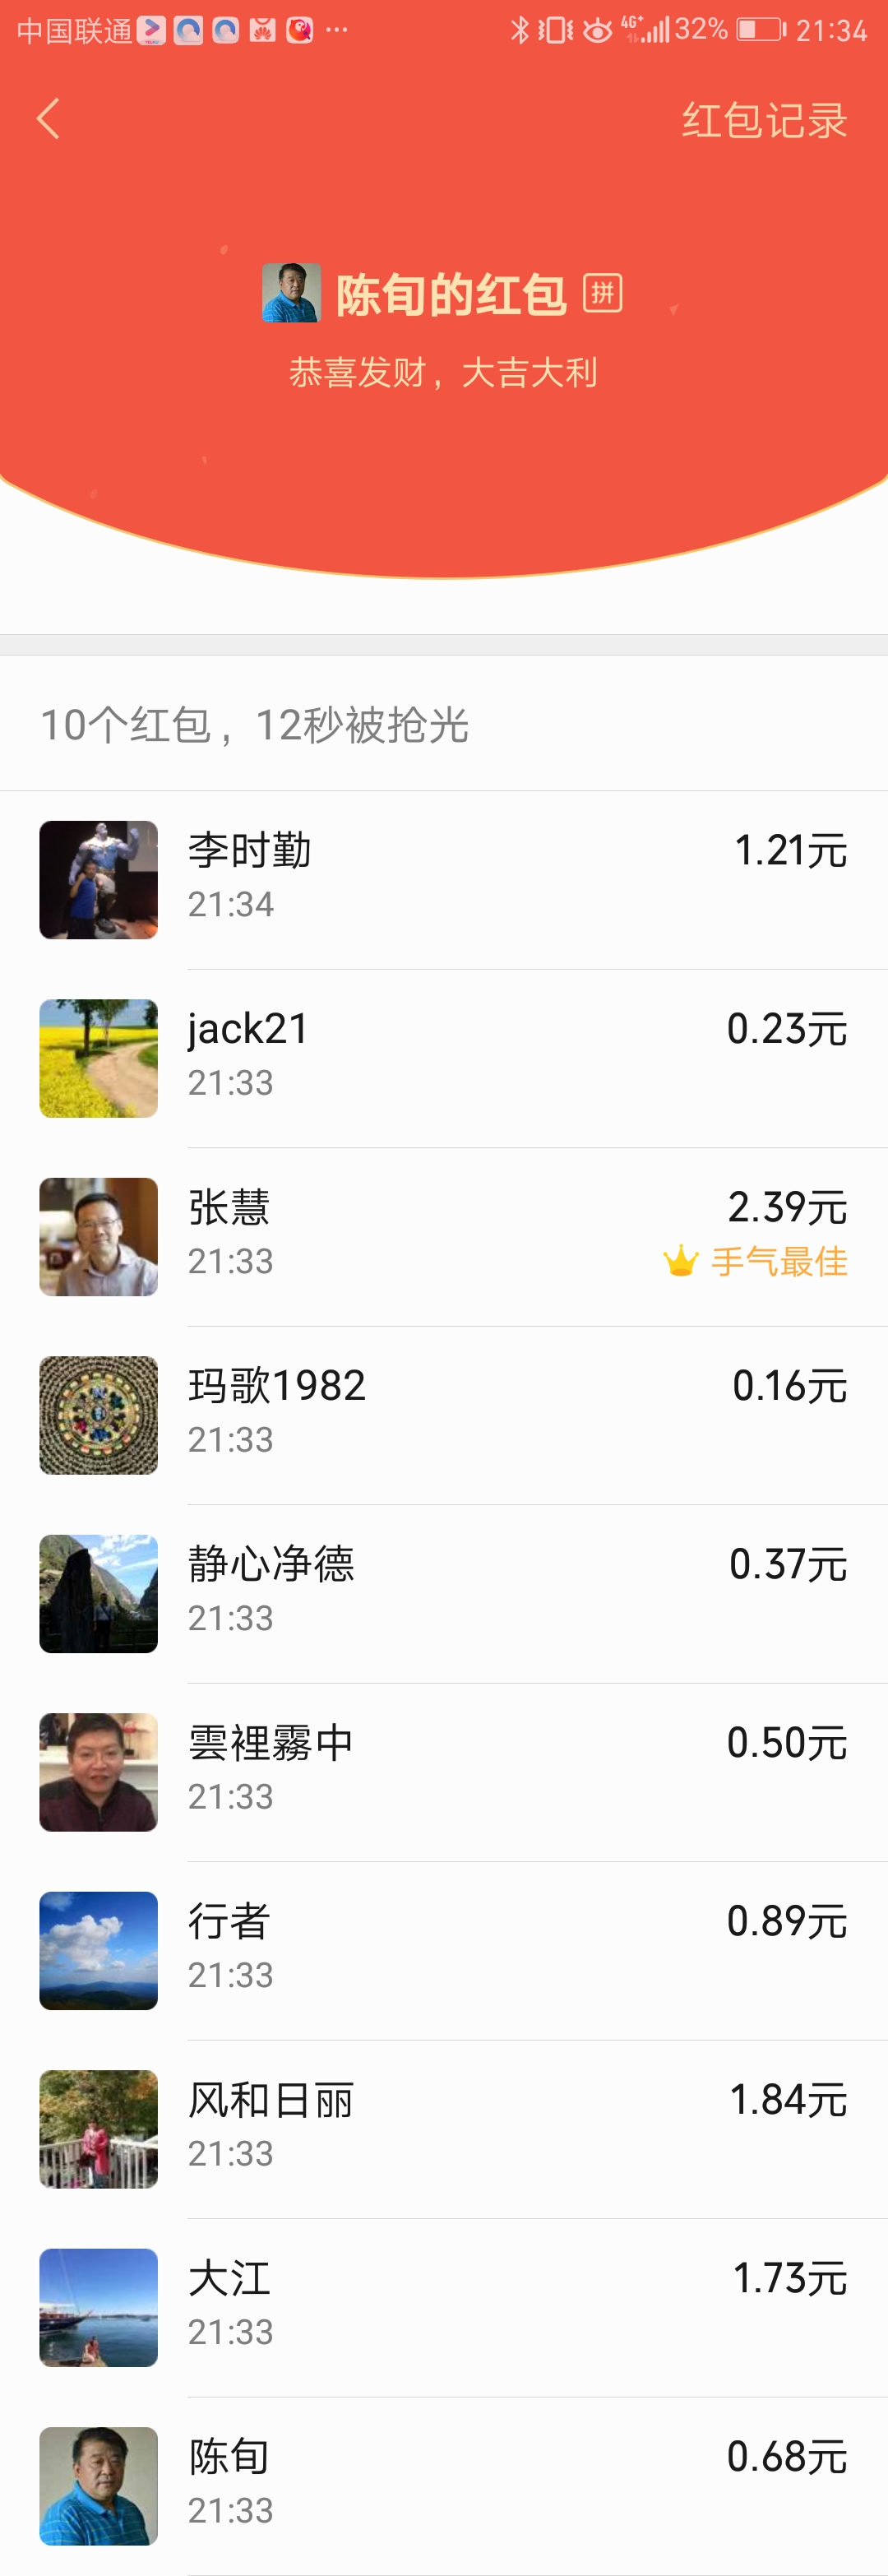 中国联通 ... 4G+ 32% 21:34
红包记录
陈旬的红包 拼
恭喜发财，大吉大利
10个红包，12秒被抢光
李时勤 1.21元
21:34
jack21 0.23元
21:33
张慧 2.39元
21:33 手气最佳
玛歌1982 0.16元
21:33
静心净德 0.37元
21:33
雲裡霧中 0.50元
21:33
行者 0.89元
21:33
风和日丽 1.84元
21:33
大江 1.73元
21:33
陈旬 0.68元
21:33